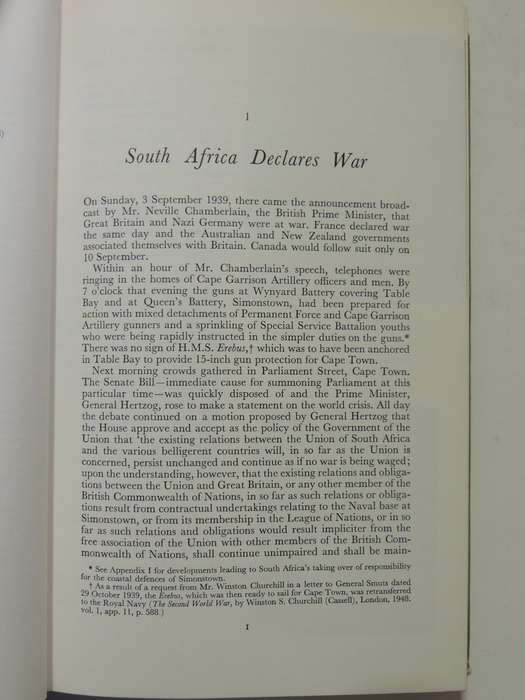 1
South Africa Declares War
On Sunday, 3 September 1939, there came the announcement broad-
cast by Mr. Neville Chamberlain, the British Prime Minister, that
Great Britain and Nazi Germany were at war. France declared war
the same day and the Australian and New Zealand governments
associated themselves with Britain. Canada would follow suit only on
10 September.
Within an hour of Mr. Chamberlain's speech, telephones were
ringing in the homes of Cape Garrison Artillery officers and men. By
7 o'clock that evening the guns at Wynyard Battery covering Table
Bay and at Queen's Battery, Simonstown, had been prepared for
action with mixed detachments of Permanent Force and Cape Garrison
Artillery gunners and a sprinkling of Special Service Battalion youths
who were being rapidly instructed in the simpler duties on the guns.*
There was no sign of H.M.S. Erebus,† which was to have been anchored
in Table Bay to provide 15-inch gun protection for Cape Town.
Next morning crowds gathered in Parliament Street, Cape Town.
The Senate Bill—immediate cause for summoning Parliament at this
particular time—was quickly disposed of and the Prime Minister,
General Hertzog, rose to make a statement on the world crisis. All day
the debate continued on a motion proposed by General Hertzog that
the House approve and accept as the policy of the Government of the
Union that 'the existing relations between the Union of South Africa
and the various belligerent countries will, in so far as the Union is
concerned, persist unchanged and continue as if no war is being waged;
upon the understanding, however, that the existing relations and obliga-
tions between the Union and Great Britain, or any other member of the
British Commonwealth of Nations, in so far as such relations or obliga-
tions result from contractual undertakings relating to the Naval base at
Simonstown, or from its membership in the League of Nations, or in so
far as such relations and obligations would result impliciter from the
free association of the Union with other members of the British Com-
monwealth of Nations, shall continue unimpaired and shall be main-
* See Appendix I for developments leading to South Africa's taking over of responsibility
for the coastal defences of Simonstown.
† As a result of a request from Mr. Winston Churchill in a letter to General Smuts dated
29 October 1939, the Erebus, which was then ready to sail for Cape Town, was retransferred
to the Royal Navy (The Second World War, by Winston S. Churchill (Cassell), London, 1948.
vol. 1, app. 11, p. 588.)
1